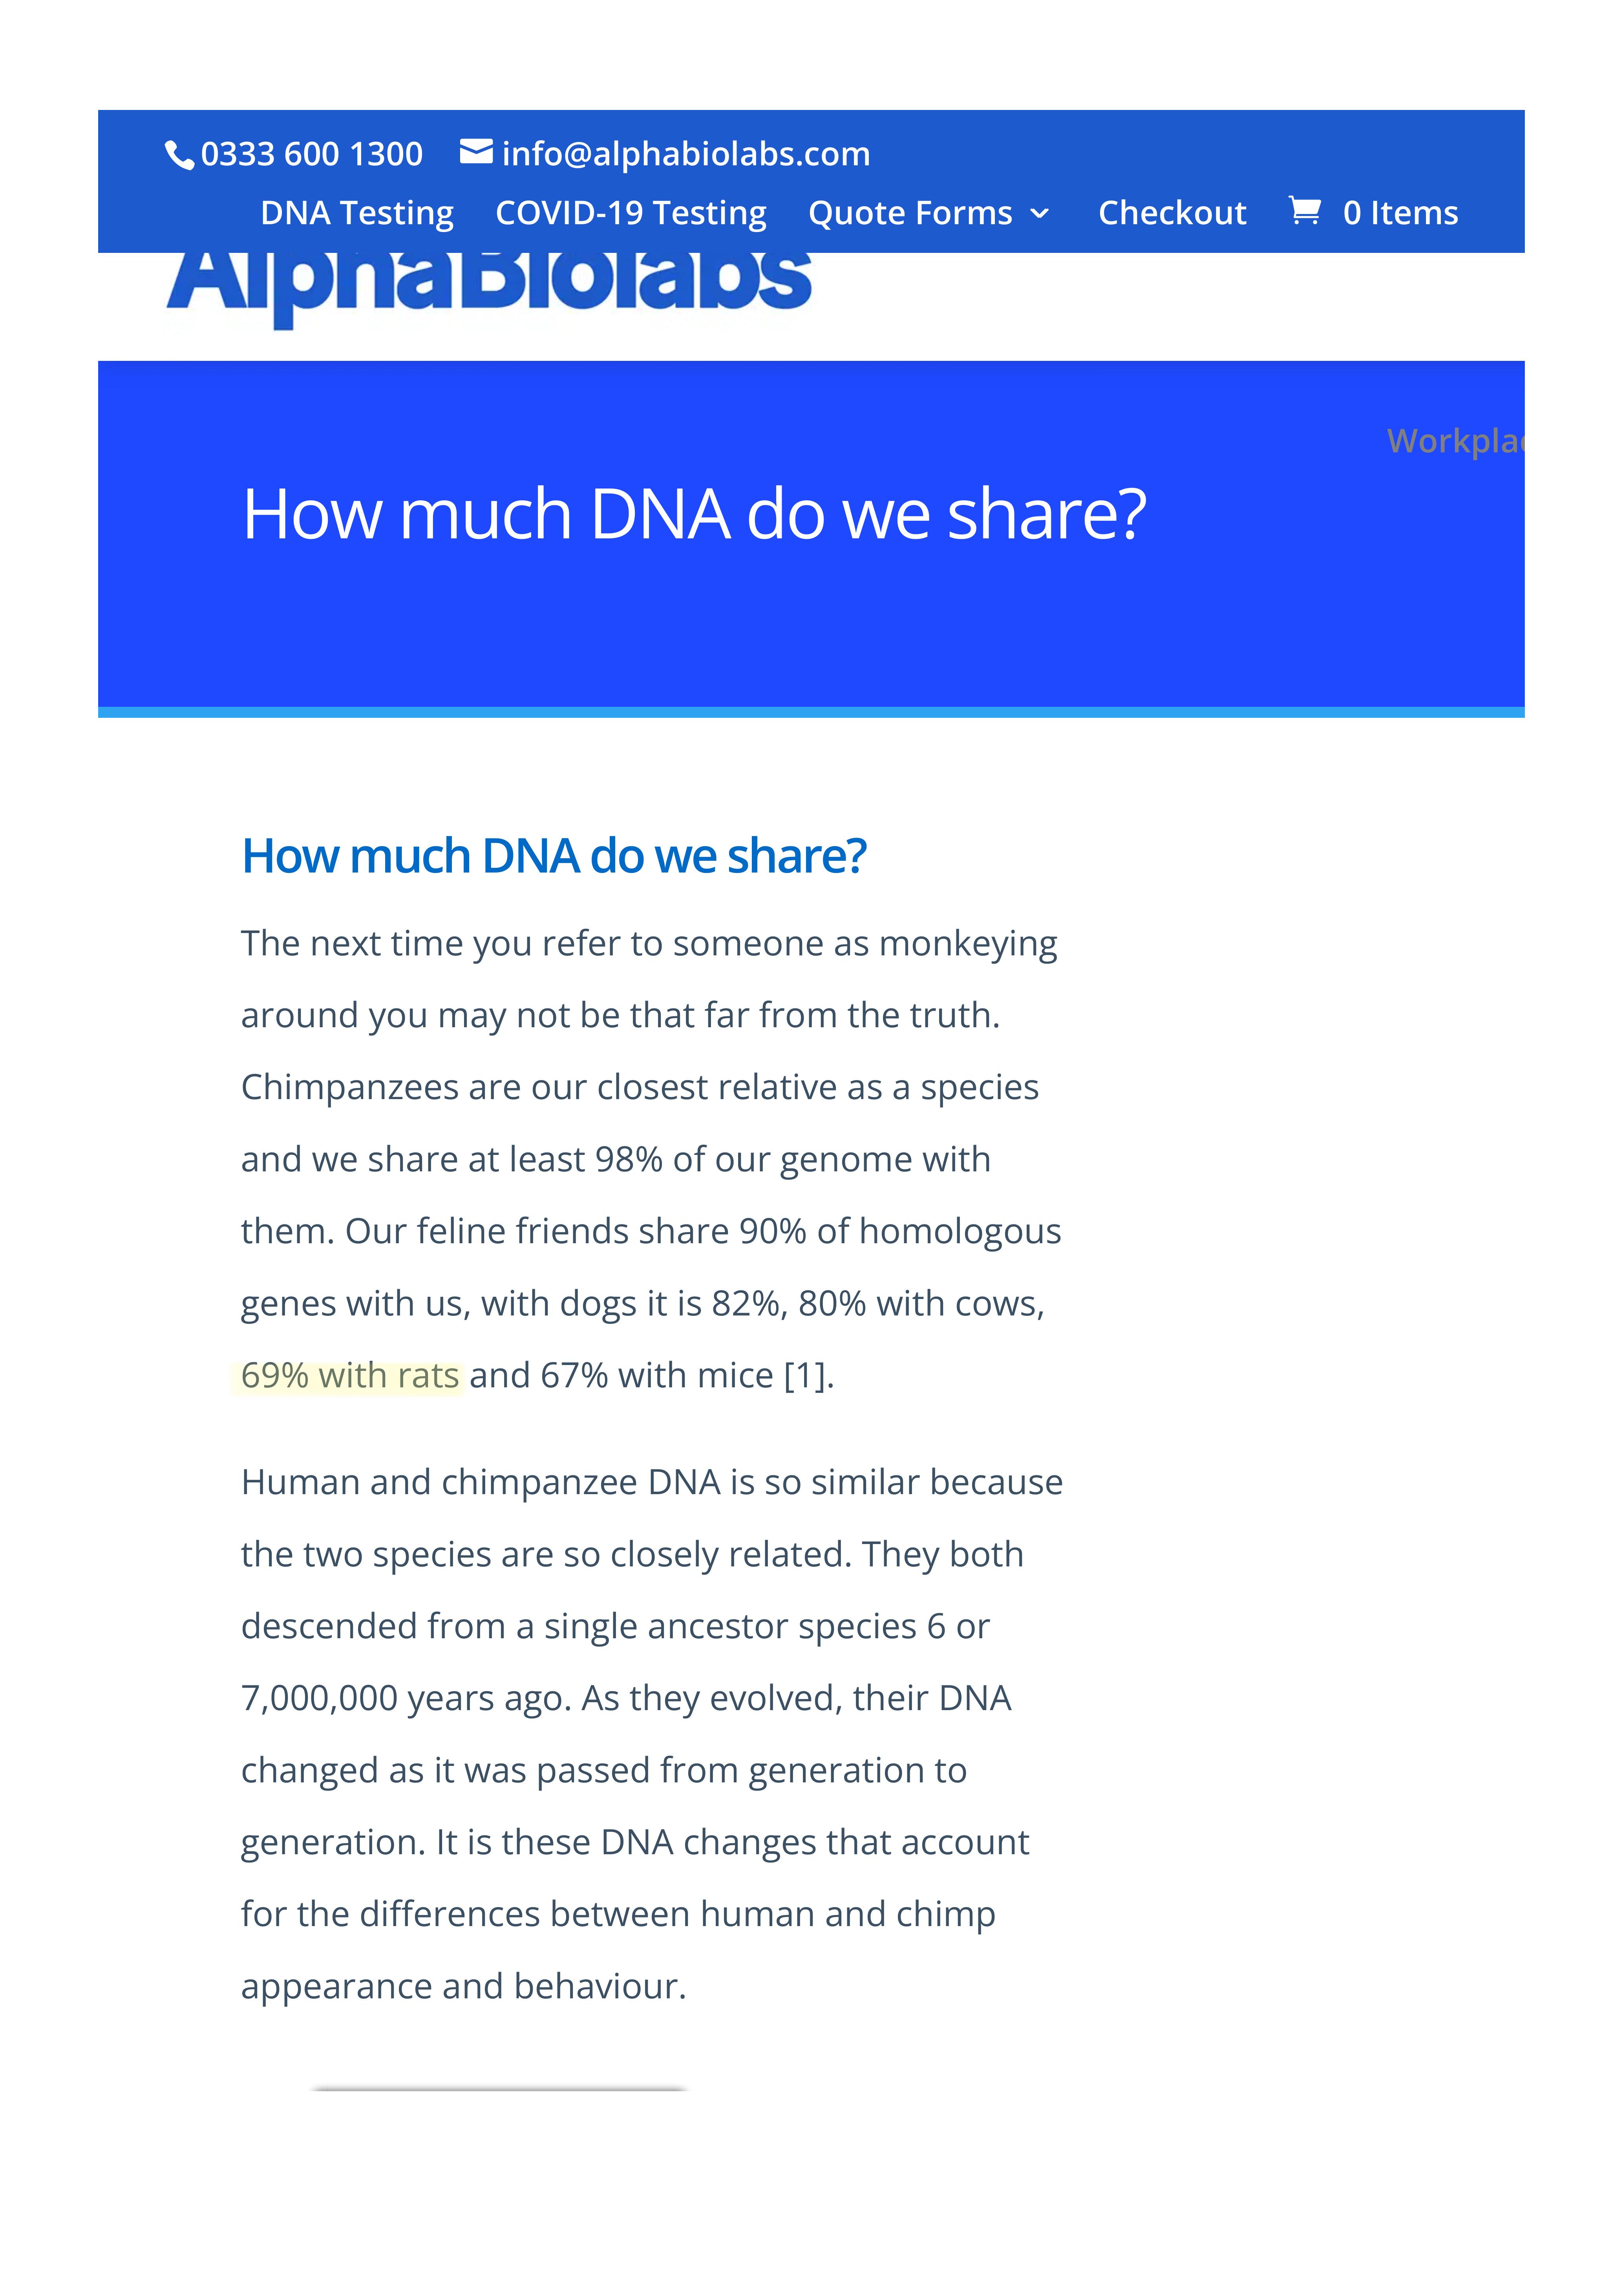 0333 600 1300 info@alphabiolabs.com
DNA Testing COVID-19 Testing Quote Forms Checkout 0 Items
AlphaBiolabs
How much DNA do we share?
How much DNA do we share?
The next time you refer to someone as monkeying
around you may not be that far from the truth.
Chimpanzees are our closest relative as a species
and we share at least 98% of our genome with
them. Our feline friends share 90% of homologous
genes with us, with dogs it is 82%, 80% with cows,
69% with rats and 67% with mice [1].
Human and chimpanzee DNA is so similar because
the two species are so closely related. They both
descended from a single ancestor species 6 or
7,000,000 years ago. As they evolved, their DNA
changed as it was passed from generation to
generation. It is these DNA changes that account
for the differences between human and chimp
appearance and behaviour.